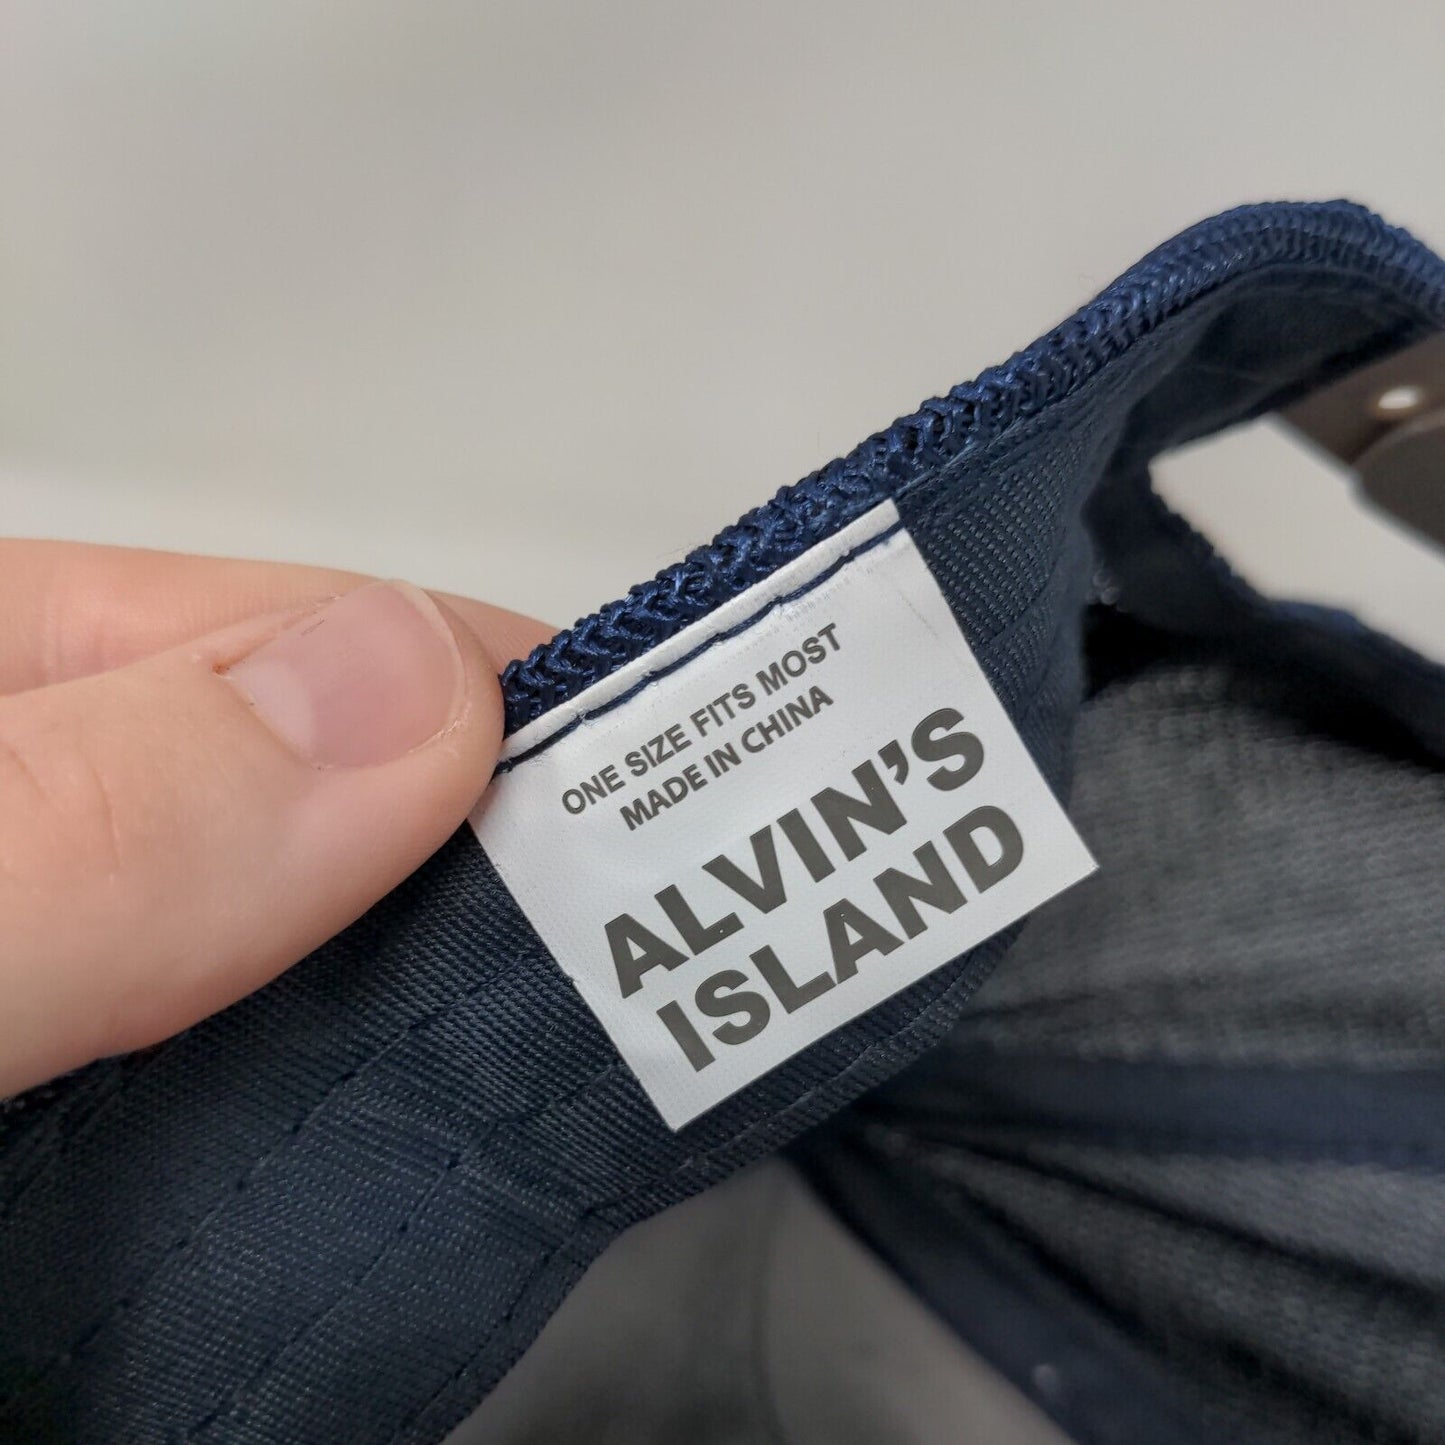 ONE SIZE FITS MOST
MADE IN CHINA
ALVIN'S
ISLAND